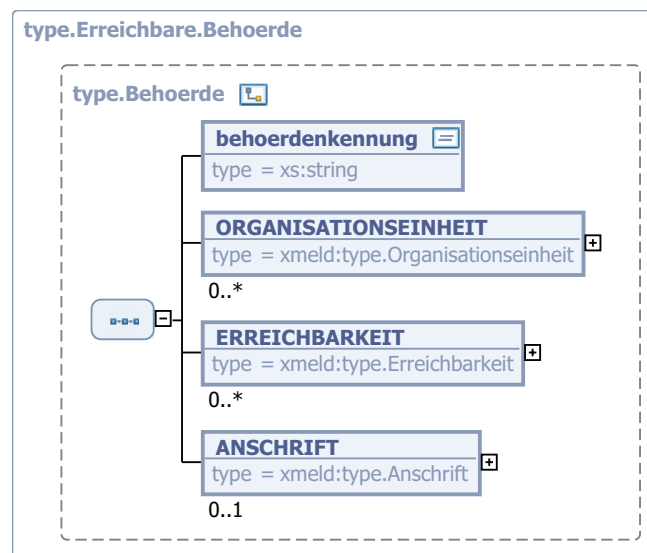 type.Erreichbare.Behoerde
type.Behoerde
behoerdenkennung
type = xs:string
ORGANISATIONSEINHEIT
type = xmeld:type.Organisationseinheit
0..*
ERREICHBARKEIT
type = xmeld:type.Erreichbarkeit
0..*
ANSCHRIFT
type = xmeld:type.Anschrift
0..1